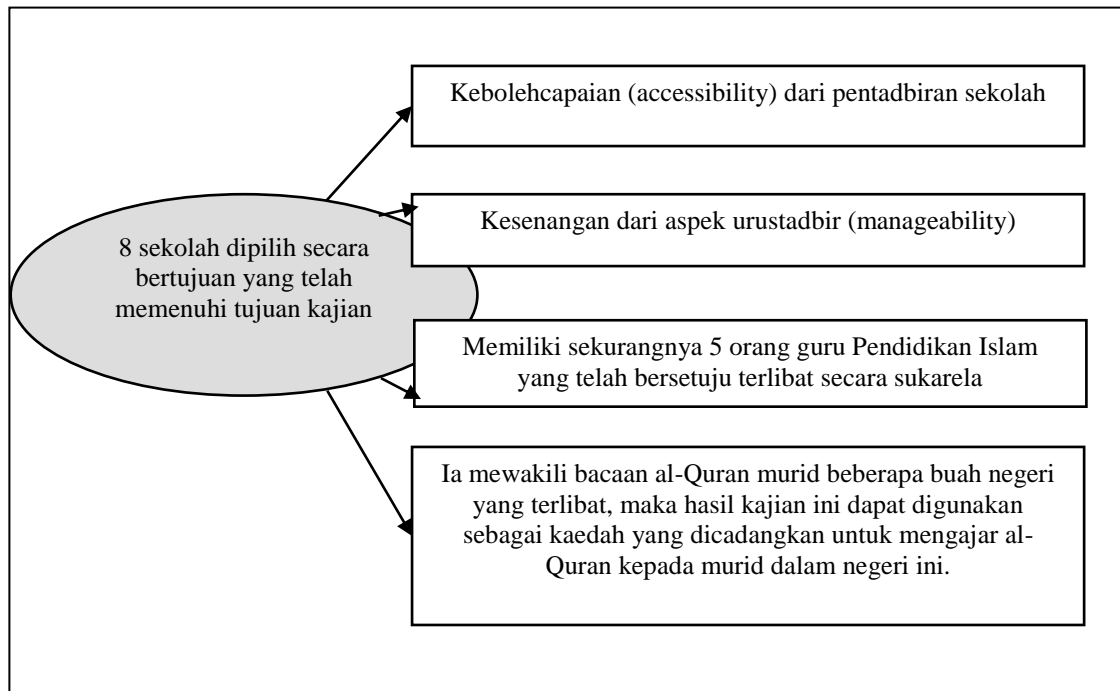 8 sekolah dipilih secara
bertujuan yang telah
memenuhi tujuan kajian
Kebolehcapaian (accessibility) dari pentadbiran sekolah
Kesenangan dari aspek urustadbir (manageability)
Memiliki sekurangnya 5 orang guru Pendidikan Islam
yang telah bersetuju terlibat secara sukarela
Ia mewakili bacaan al-Quran murid beberapa buah negeri
yang terlibat, maka hasil kajian ini dapat digunakan
sebagai kaedah yang dicadangkan untuk mengajar al-
Quran kepada murid dalam negeri ini.